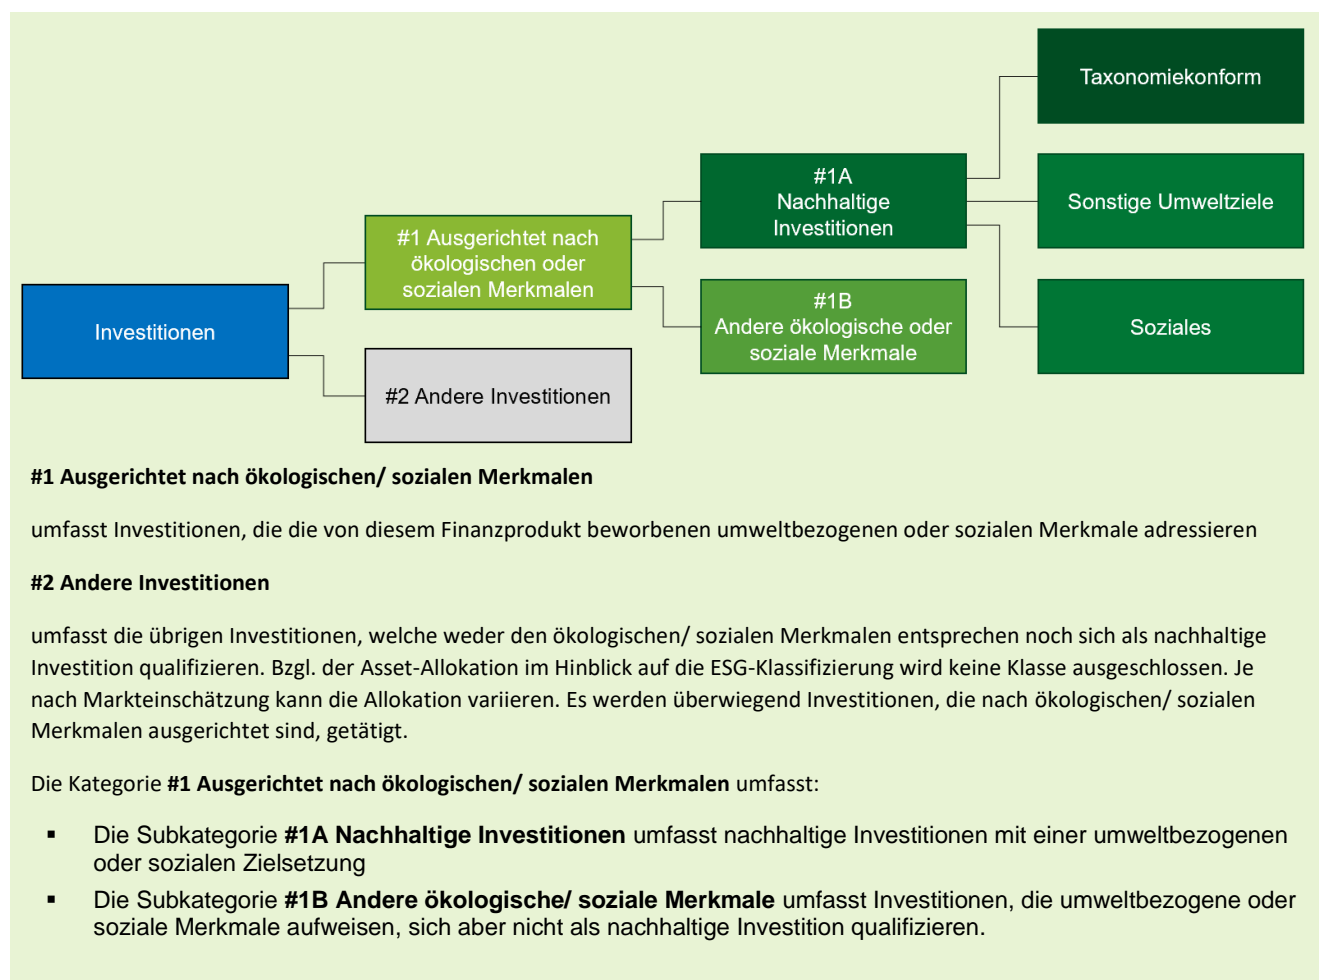 Taxonomiekonform
#1A
Nachhaltige
Investitionen
Sonstige Umweltziele
#1 Ausgerichtet nach
ökologischen oder
sozialen Merkmalen
#1B
Andere ökologische oder
soziale Merkmale
Soziales
Investitionen
#2 Andere Investitionen
#1 Ausgerichtet nach ökologischen/ sozialen Merkmalen
umfasst Investitionen, die die von diesem Finanzprodukt beworbenen umweltbezogenen oder sozialen Merkmale adressieren
#2 Andere Investitionen
umfasst die übrigen Investitionen, welche weder den ökologischen/ sozialen Merkmalen entsprechen noch sich als nachhaltige
Investition qualifizieren. Bzgl. der Asset-Allokation im Hinblick auf die ESG-Klassifizierung wird keine Klasse ausgeschlossen. Je
nach Markteinschätzung kann die Allokation variieren. Es werden überwiegend Investitionen, die nach ökologischen/ sozialen
Merkmalen ausgerichtet sind, getätigt.
Die Kategorie #1 Ausgerichtet nach ökologischen/ sozialen Merkmalen umfasst:
▪ Die Subkategorie #1A Nachhaltige Investitionen umfasst nachhaltige Investitionen mit einer umweltbezogenen
oder sozialen Zielsetzung
▪ Die Subkategorie #1B Andere ökologische/ soziale Merkmale umfasst Investitionen, die umweltbezogene oder
soziale Merkmale aufweisen, sich aber nicht als nachhaltige Investition qualifizieren.